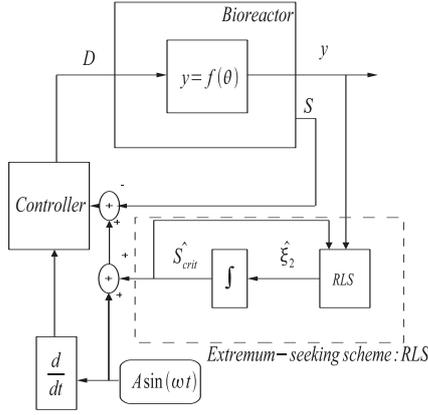 Bioreactor
D
y = f(θ)
y
S
Controller
-
+
+
+
+
+
Ŝcrit
∫
ξ̂2
RLS
Extremum-seeking scheme: RLS
d
dt
A sin(ωt)